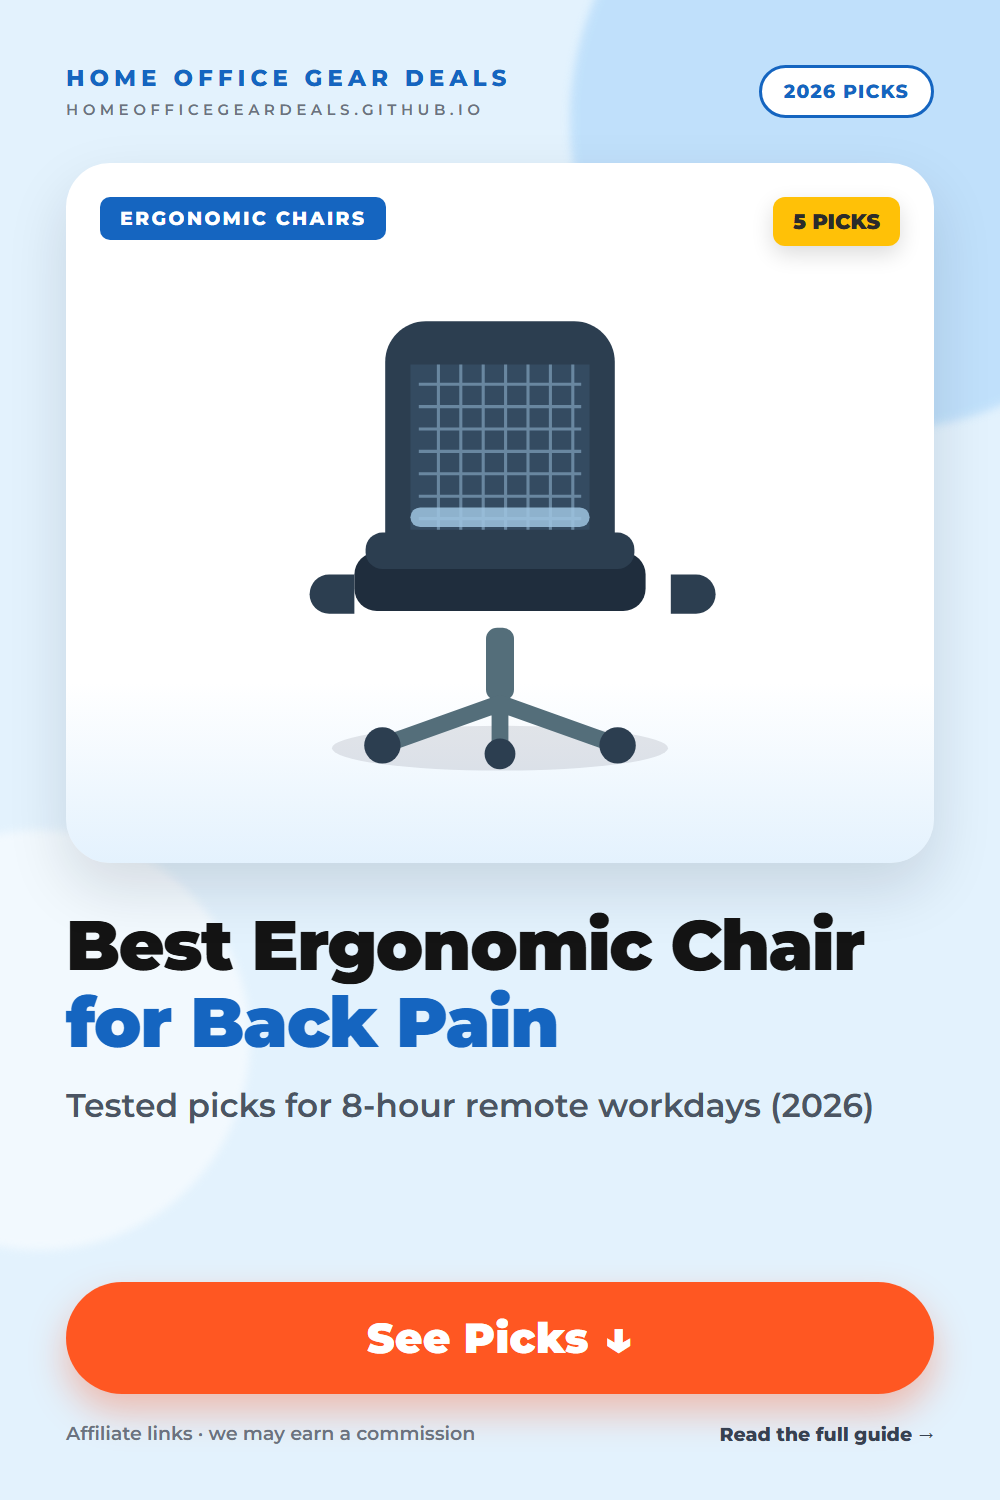 HOME OFFICE GEAR DEALS
HOMEOFFICEGEARDEALS.GITHUB.IO
2026 PICKS
ERGONOMIC CHAIRS
5 PICKS
Best Ergonomic Chair
for Back Pain
Tested picks for 8-hour remote workdays (2026)
See Picks ↓
Affiliate links · we may earn a commission
Read the full guide →